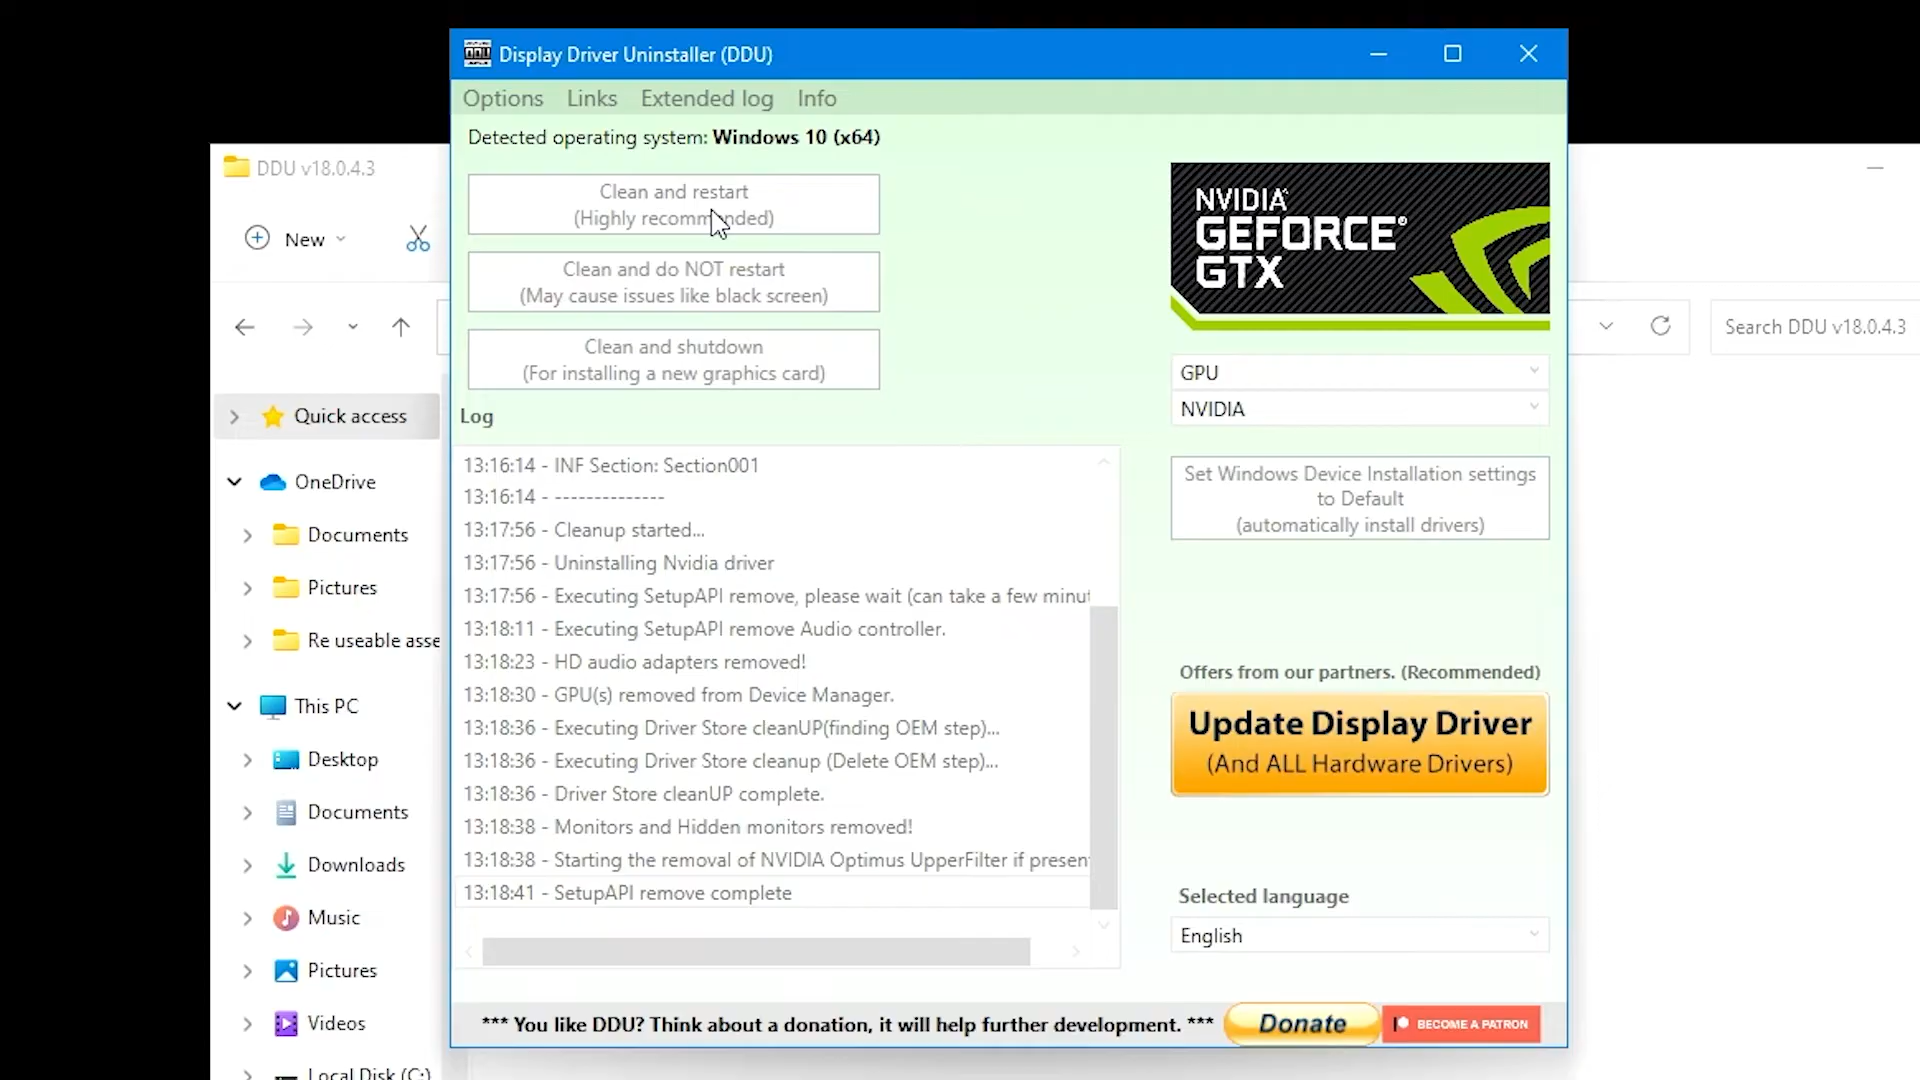 Display Driver Uninstaller (DDU)
Options Links Extended log Info
Detected operating system: Windows 10 (x64)
DDU v18.0.4.3
New
Search DDU v18.0.4.3
Quick access
OneDrive
Documents
Pictures
Re useable asse
This PC
Desktop
Documents
Downloads
Music
Pictures
Videos
Local Disk (C:)
Clean and restart
(Highly recommended)
Clean and do NOT restart
(May cause issues like black screen)
Clean and shutdown
(For installing a new graphics card)
Log
13:16:14 - INF Section: Section001
13:16:14 - --------------
13:17:56 - Cleanup started...
13:17:56 - Uninstalling Nvidia driver
13:17:56 - Executing SetupAPI remove, please wait (can take a few minut
13:18:11 - Executing SetupAPI remove Audio controller.
13:18:23 - HD audio adapters removed!
13:18:30 - GPU(s) removed from Device Manager.
13:18:36 - Executing Driver Store cleanUP(finding OEM step)...
13:18:36 - Executing Driver Store cleanup (Delete OEM step)...
13:18:36 - Driver Store cleanUP complete.
13:18:38 - Monitors and Hidden monitors removed!
13:18:38 - Starting the removal of NVIDIA Optimus UpperFilter if presen
13:18:41 - SetupAPI remove complete
NVIDIA
GEFORCE®
GTX
GPU
NVIDIA
Set Windows Device Installation settings
to Default
(automatically install drivers)
Offers from our partners. (Recommended)
Update Display Driver
(And ALL Hardware Drivers)
Selected language
English
*** You like DDU? Think about a donation, it will help further development. ***
Donate
BECOME A PATRON